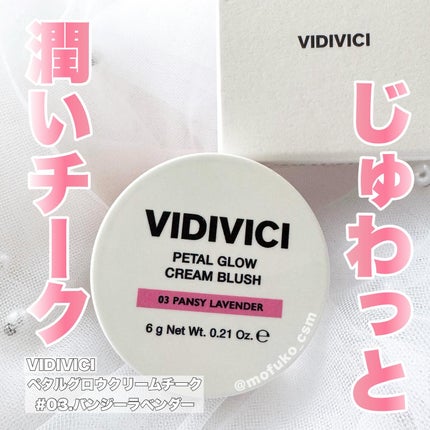 じゅわっと
潤いチーク
VIDIVICI
VIDIVICI
PETAL GLOW
CREAM BLUSH
03 PANSY LAVENDER
6 g Net Wt. 0.21 Oz. ℮
@mofuko_csm
VIDIVICI
ペタルグロウクリームチーク
#03.パンジーラベンダー